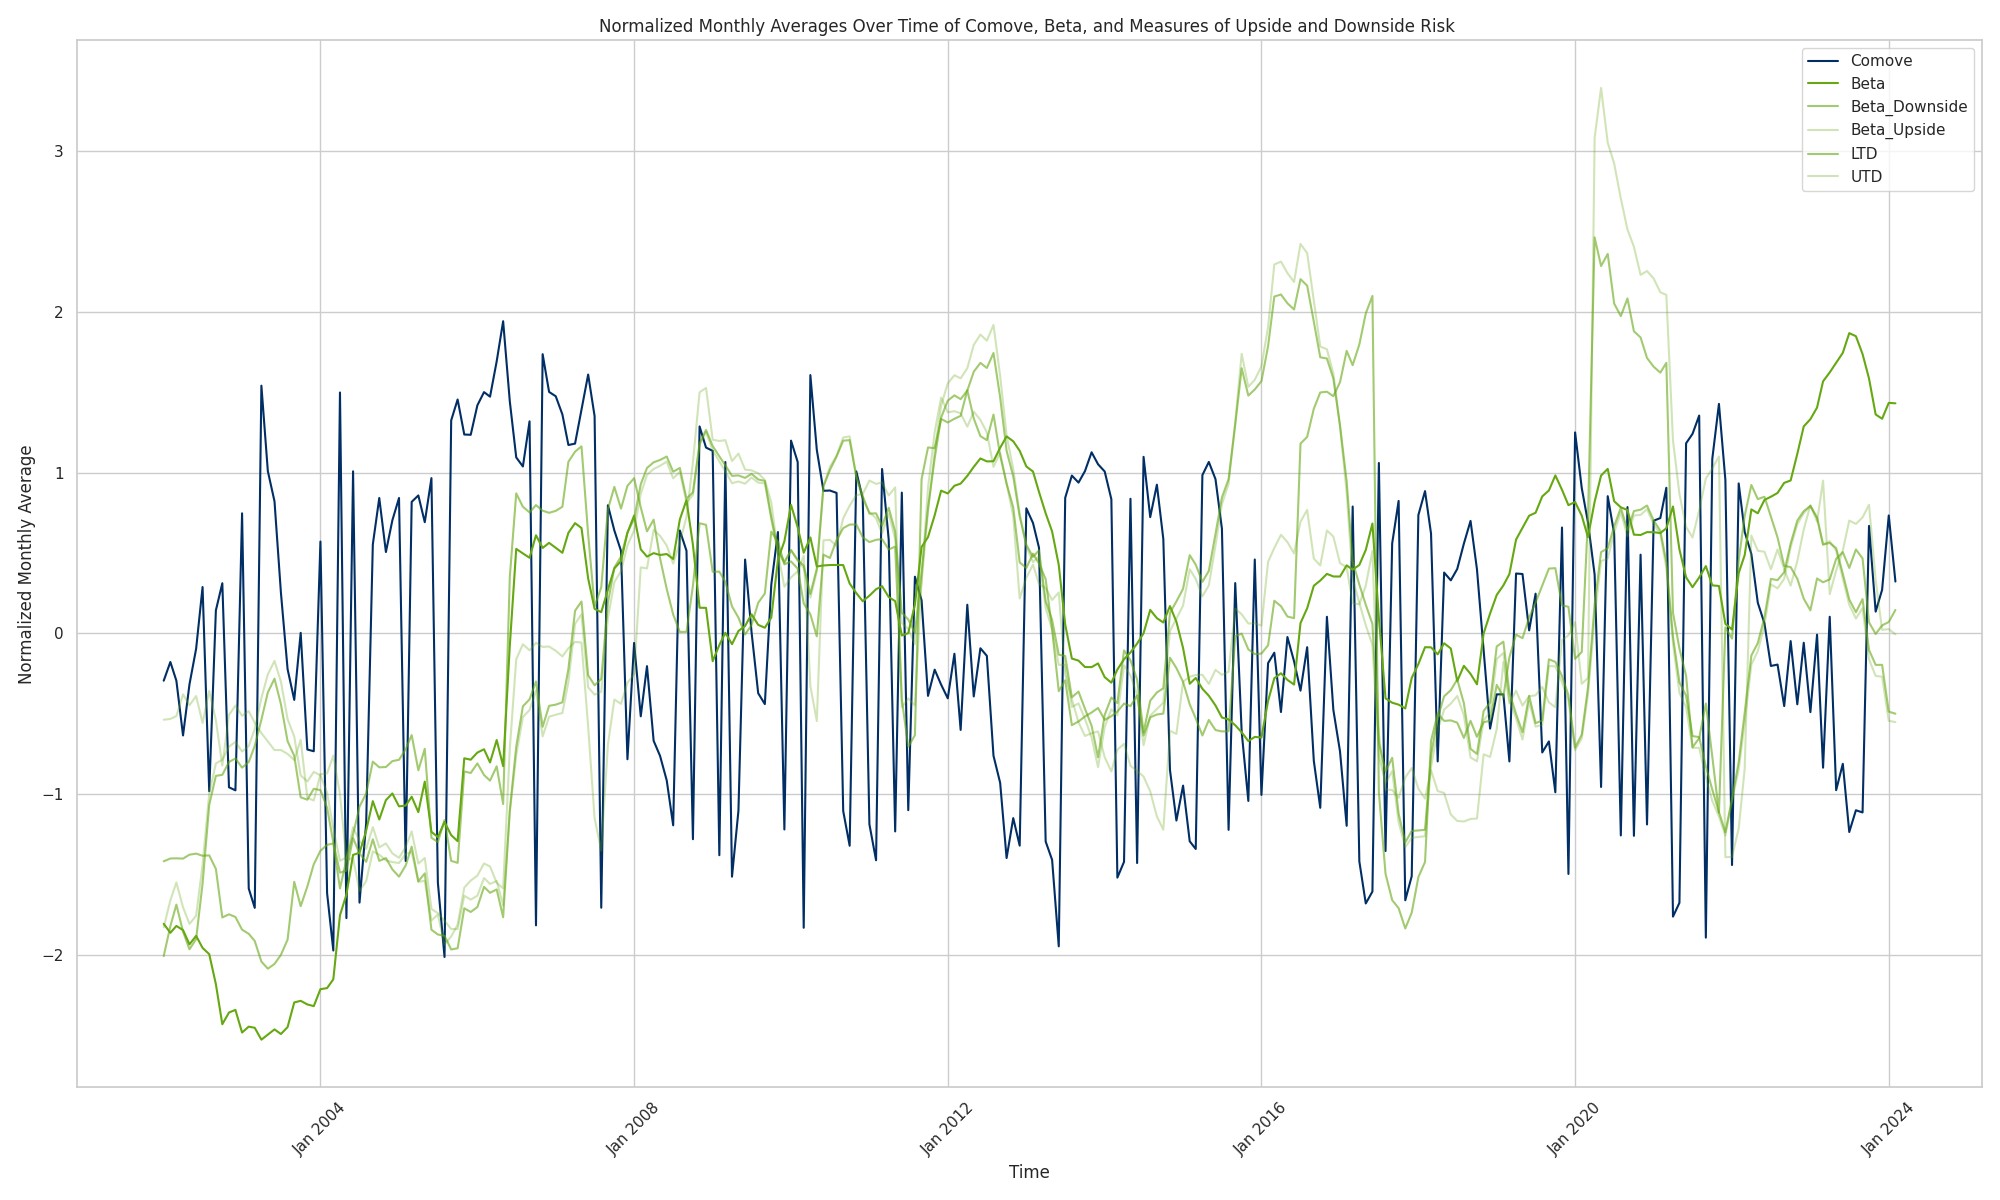 Normalized Monthly Averages Over Time of Comove, Beta, and Measures of Upside and Downside Risk
Comove
Beta
Beta_Downside
Beta_Upside
LTD
UTD
Normalized Monthly Average
3
2
1
0
−1
−2
Jan 2004
Jan 2008
Jan 2012
Jan 2016
Jan 2020
Jan 2024
Time